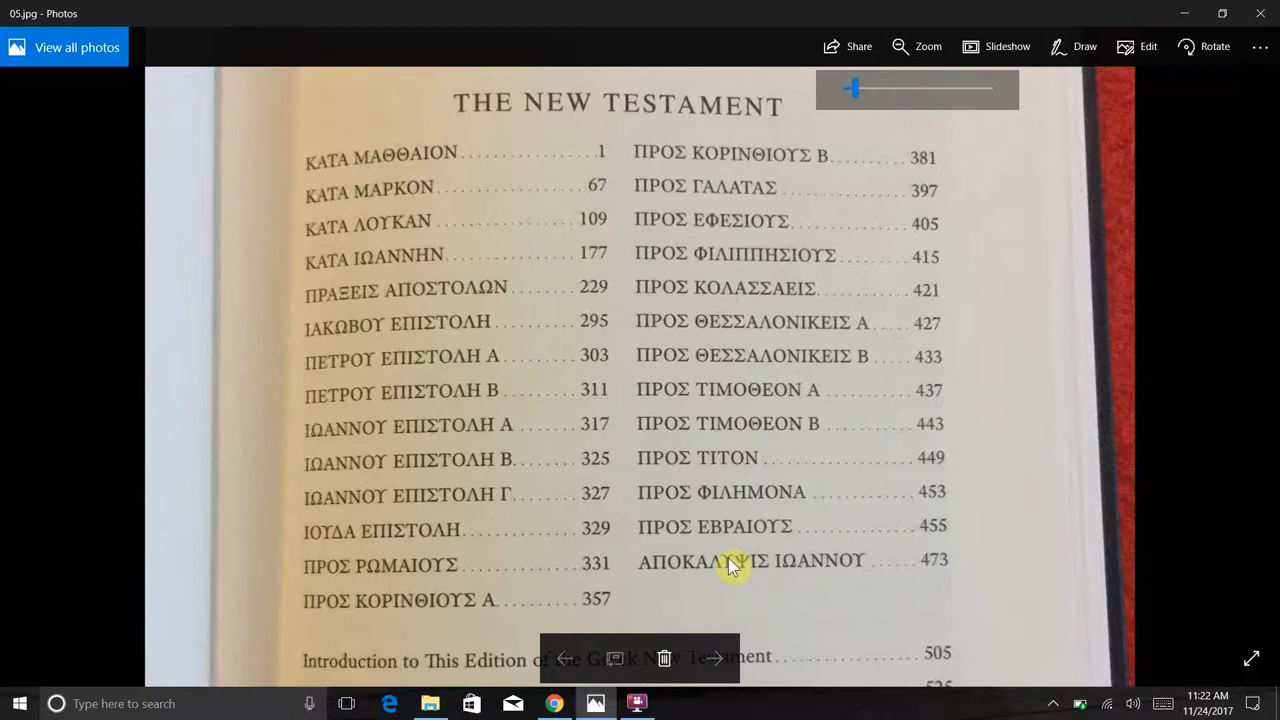 05.jpg - Photos
View all photos
Share
Zoom
Slideshow
Draw
Edit
Rotate
THE NEW TESTAMENT
ΚΑΤΑ ΜΑΘΘΑΙΟΝ 1
ΚΑΤΑ ΜΑΡΚΟΝ 67
ΚΑΤΑ ΛΟΥΚΑΝ 109
ΚΑΤΑ ΙΩΑΝΝΗΝ 177
ΠΡΑΞΕΙΣ ΑΠΟΣΤΟΛΩΝ 229
ΙΑΚΩΒΟΥ ΕΠΙΣΤΟΛΗ 295
ΠΕΤΡΟΥ ΕΠΙΣΤΟΛΗ Α 303
ΠΕΤΡΟΥ ΕΠΙΣΤΟΛΗ Β 311
ΙΩΑΝΝΟΥ ΕΠΙΣΤΟΛΗ Α 317
ΙΩΑΝΝΟΥ ΕΠΙΣΤΟΛΗ Β 325
ΙΩΑΝΝΟΥ ΕΠΙΣΤΟΛΗ Γ 327
ΙΟΥΔΑ ΕΠΙΣΤΟΛΗ 329
ΠΡΟΣ ΡΩΜΑΙΟΥΣ 331
ΠΡΟΣ ΚΟΡΙΝΘΙΟΥΣ Α 357
ΠΡΟΣ ΚΟΡΙΝΘΙΟΥΣ Β 381
ΠΡΟΣ ΓΑΛΑΤΑΣ 397
ΠΡΟΣ ΕΦΕΣΙΟΥΣ 405
ΠΡΟΣ ΦΙΛΙΠΠΗΣΙΟΥΣ 415
ΠΡΟΣ ΚΟΛΑΣΣΑΕΙΣ 421
ΠΡΟΣ ΘΕΣΣΑΛΟΝΙΚΕΙΣ Α 427
ΠΡΟΣ ΘΕΣΣΑΛΟΝΙΚΕΙΣ Β 433
ΠΡΟΣ ΤΙΜΟΘΕΟΝ Α 437
ΠΡΟΣ ΤΙΜΟΘΕΟΝ Β 443
ΠΡΟΣ ΤΙΤΟΝ 449
ΠΡΟΣ ΦΙΛΗΜΟΝΑ 453
ΠΡΟΣ ΕΒΡΑΙΟΥΣ 455
ΑΠΟΚΑΛΥΨΙΣ ΙΩΑΝΝΟΥ 473
Introduction to This Edition of the Greek New Testament 505
Type here to search
11:22 AM
11/24/2017